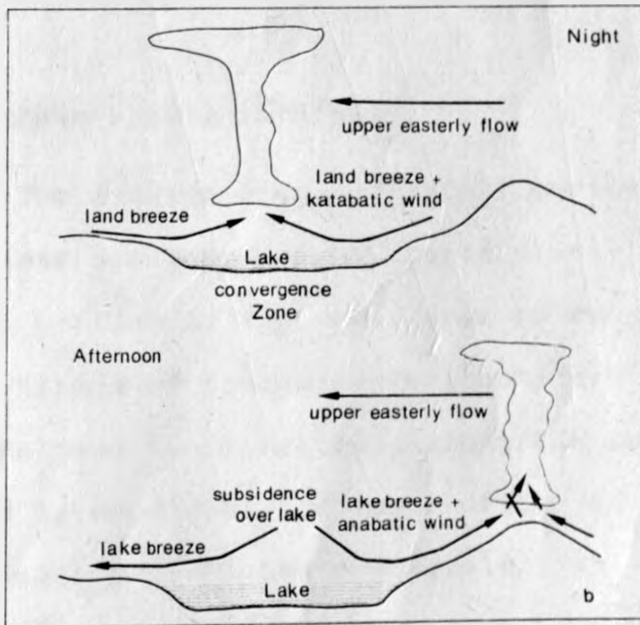 Night
upper easterly flow
land breeze +
katabatic wind
land breeze
Lake
convergence
Zone
Afternoon
upper easterly flow
subsidence
over lake
lake breeze +
anabatic wind
lake breeze
Lake
b